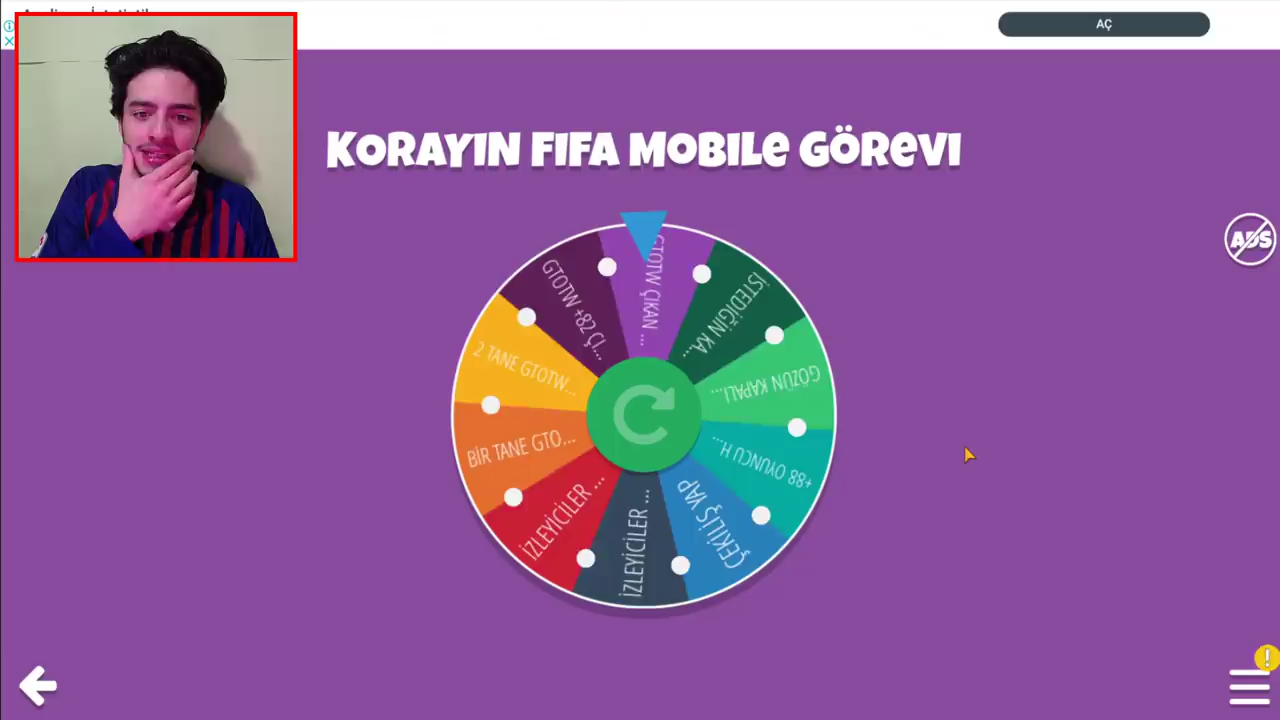 AÇ
KORAYIN FIFA MOBILE GÖREVI
GTOTW ÇIKAN ...
İSTEDİĞİN KA...
GÖZÜN KAPALI...
+88 OYUNCU H...
ÇEKİLİŞ YAP
İZLEYİCİLER ...
İZLEYİCİLER ...
BİR TANE GTO...
2 TANE GTOTW...
GTOTW +82 Çİ...
ADS
!